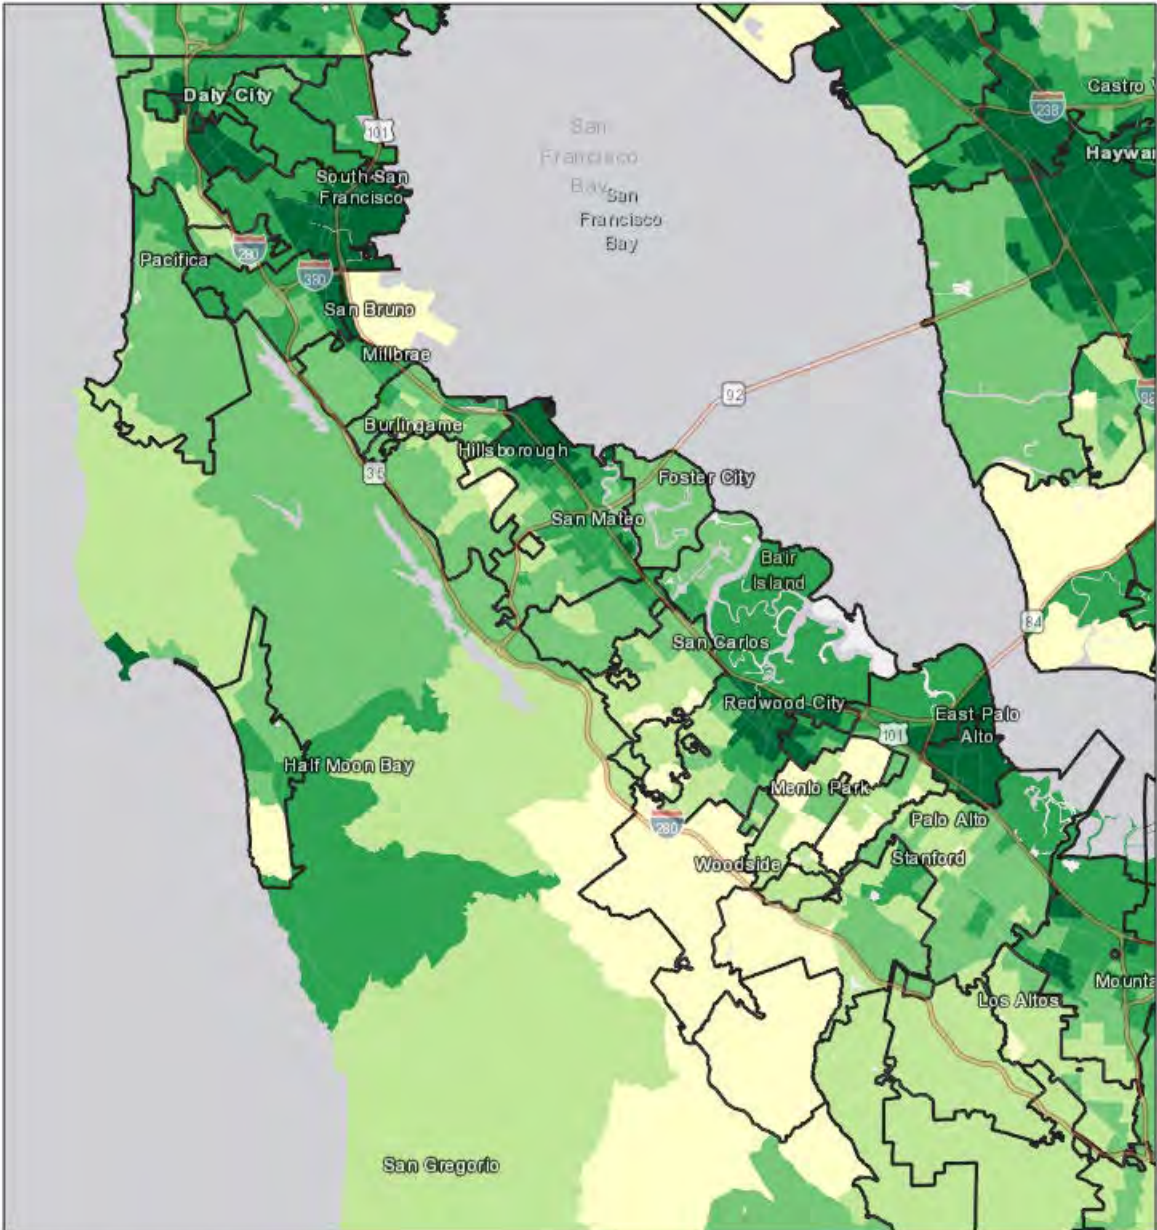 Castro V
238
Daly City
101
San
Francisco
Bay
Haywa
South San
Francisco
San
Francisco
Bay
Pacifica
280
380
San Bruno
Millbrae
92
Burlingame
Hillsborough
35
Foster City
San Mateo
Bair
Island
84
San Carlos
Redwood City
East Palo
Alto
101
Half Moon Bay
Menlo Park
Palo Alto
280
Woodside
Stanford
Mounta
Los Altos
San Gregorio